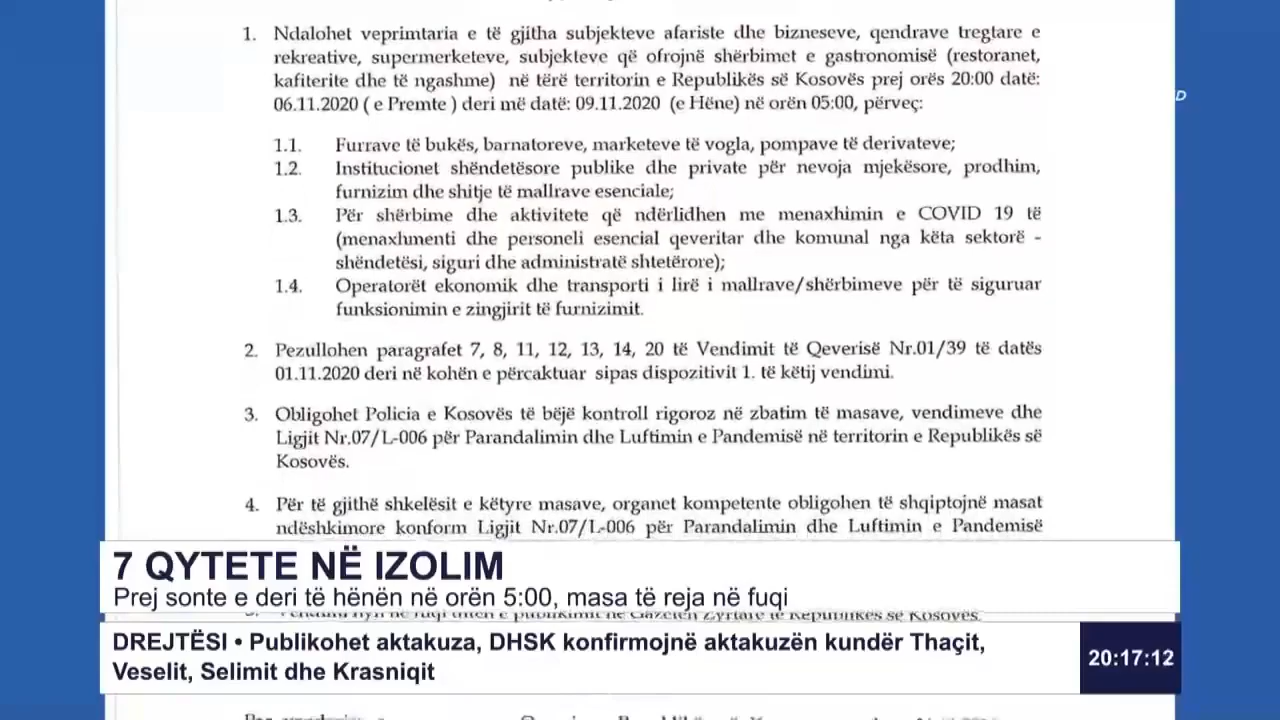 1. Ndalohet veprimtaria e të gjitha subjekteve afariste dhe bizneseve, qendrave tregtare e
rekreative, supermerketeve, subjekteve që ofrojnë shërbimet e gastronomisë (restoranet,
kafiterite dhe të ngashme) në tërë territorin e Republikës së Kosovës prej orës 20:00 datë:
06.11.2020 ( e Premte ) deri më datë: 09.11.2020 (e Hëne) në orën 05:00, përveç:
1.1. Furrave të bukës, barnatoreve, marketeve të vogla, pompave të derivateve;
1.2. Institucionet shëndetësore publike dhe private për nevoja mjekësore, prodhim,
furnizim dhe shitje të mallrave esenciale;
1.3. Për shërbime dhe aktivitete që ndërlidhen me menaxhimin e COVID 19 të
(menaxhmenti dhe personeli esencial qeveritar dhe komunal nga këta sektorë -
shëndetësi, siguri dhe administratë shtetërore);
1.4. Operatorët ekonomik dhe transporti i lirë i mallrave/shërbimeve për të siguruar
funksionimin e zingjirit të furnizimit.
2. Pezullohen paragrafet 7, 8, 11, 12, 13, 14, 20 të Vendimit të Qeverisë Nr.01/39 të datës
01.11.2020 deri në kohën e përcaktuar sipas dispozitivit 1. të këtij vendimi.
3. Obligohet Policia e Kosovës të bëjë kontroll rigoroz në zbatim të masave, vendimeve dhe
Ligjit Nr.07/L-006 për Parandalimin dhe Luftimin e Pandemisë në territorin e Republikës së
Kosovës.
4. Për të gjithë shkelësit e këtyre masave, organet kompetente obligohen të shqiptojnë masat
ndëshkimore konform Ligjit Nr.07/L-006 për Parandalimin dhe Luftimin e Pandemisë
7 QYTETE NË IZOLIM
Prej sonte e deri të hënën në orën 5:00, masa të reja në fuqi
DREJTËSI • Publikohet aktakuza, DHSK konfirmojnë aktakuzën kundër Thaçit,
Veselit, Selimit dhe Krasniqit
20:17:12